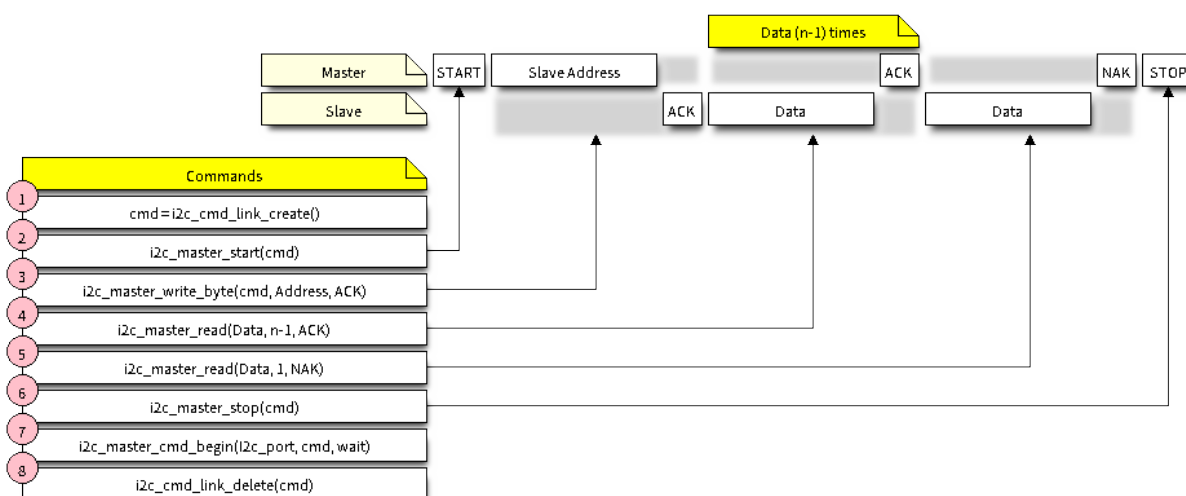 Data (n-1) times
Master START Slave Address ACK NAK STOP
Slave ACK Data Data
Commands
1
cmd=i2c_cmd_link_create()
2
i2c_master_start(cmd)
3
i2c_master_write_byte(cmd, Address, ACK)
4
i2c_master_read(Data, n-1, ACK)
5
i2c_master_read(Data, 1, NAK)
6
i2c_master_stop(cmd)
7
i2c_master_cmd_begin(I2c_port, cmd, wait)
8
i2c_cmd_link_delete(cmd)